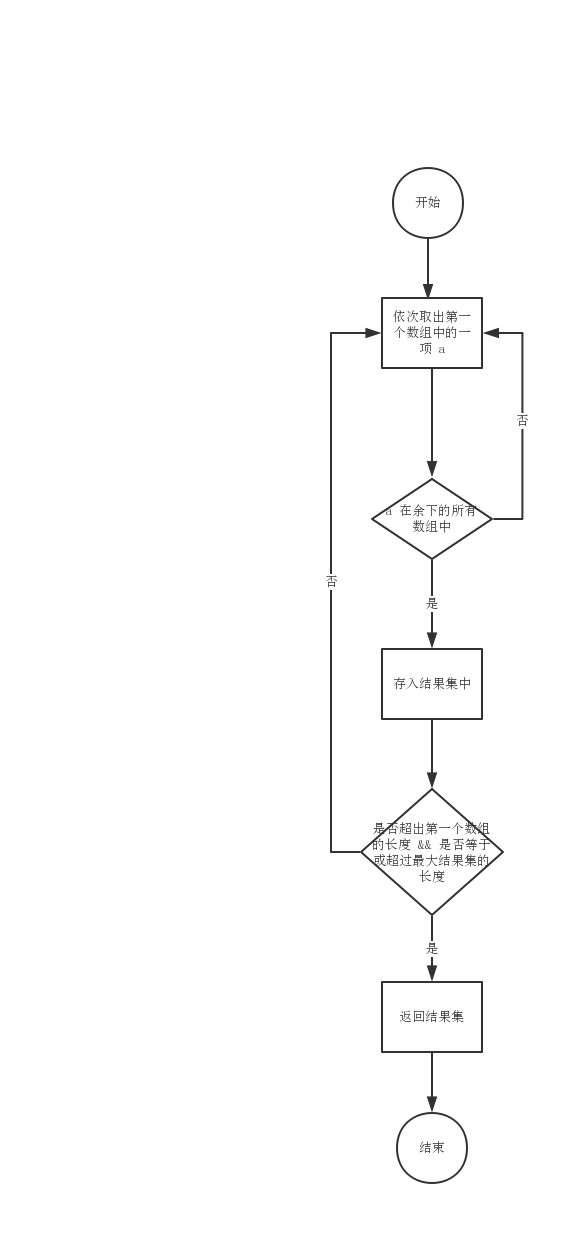 开始
依次取出第一
个数组中的一
项 a
否
a 在余下的所有
数组中
否
是
存入结果集中
是否超出第一个数组
的长度 && 是否等于
或超过最大结果集的
长度
是
返回结果集
结束